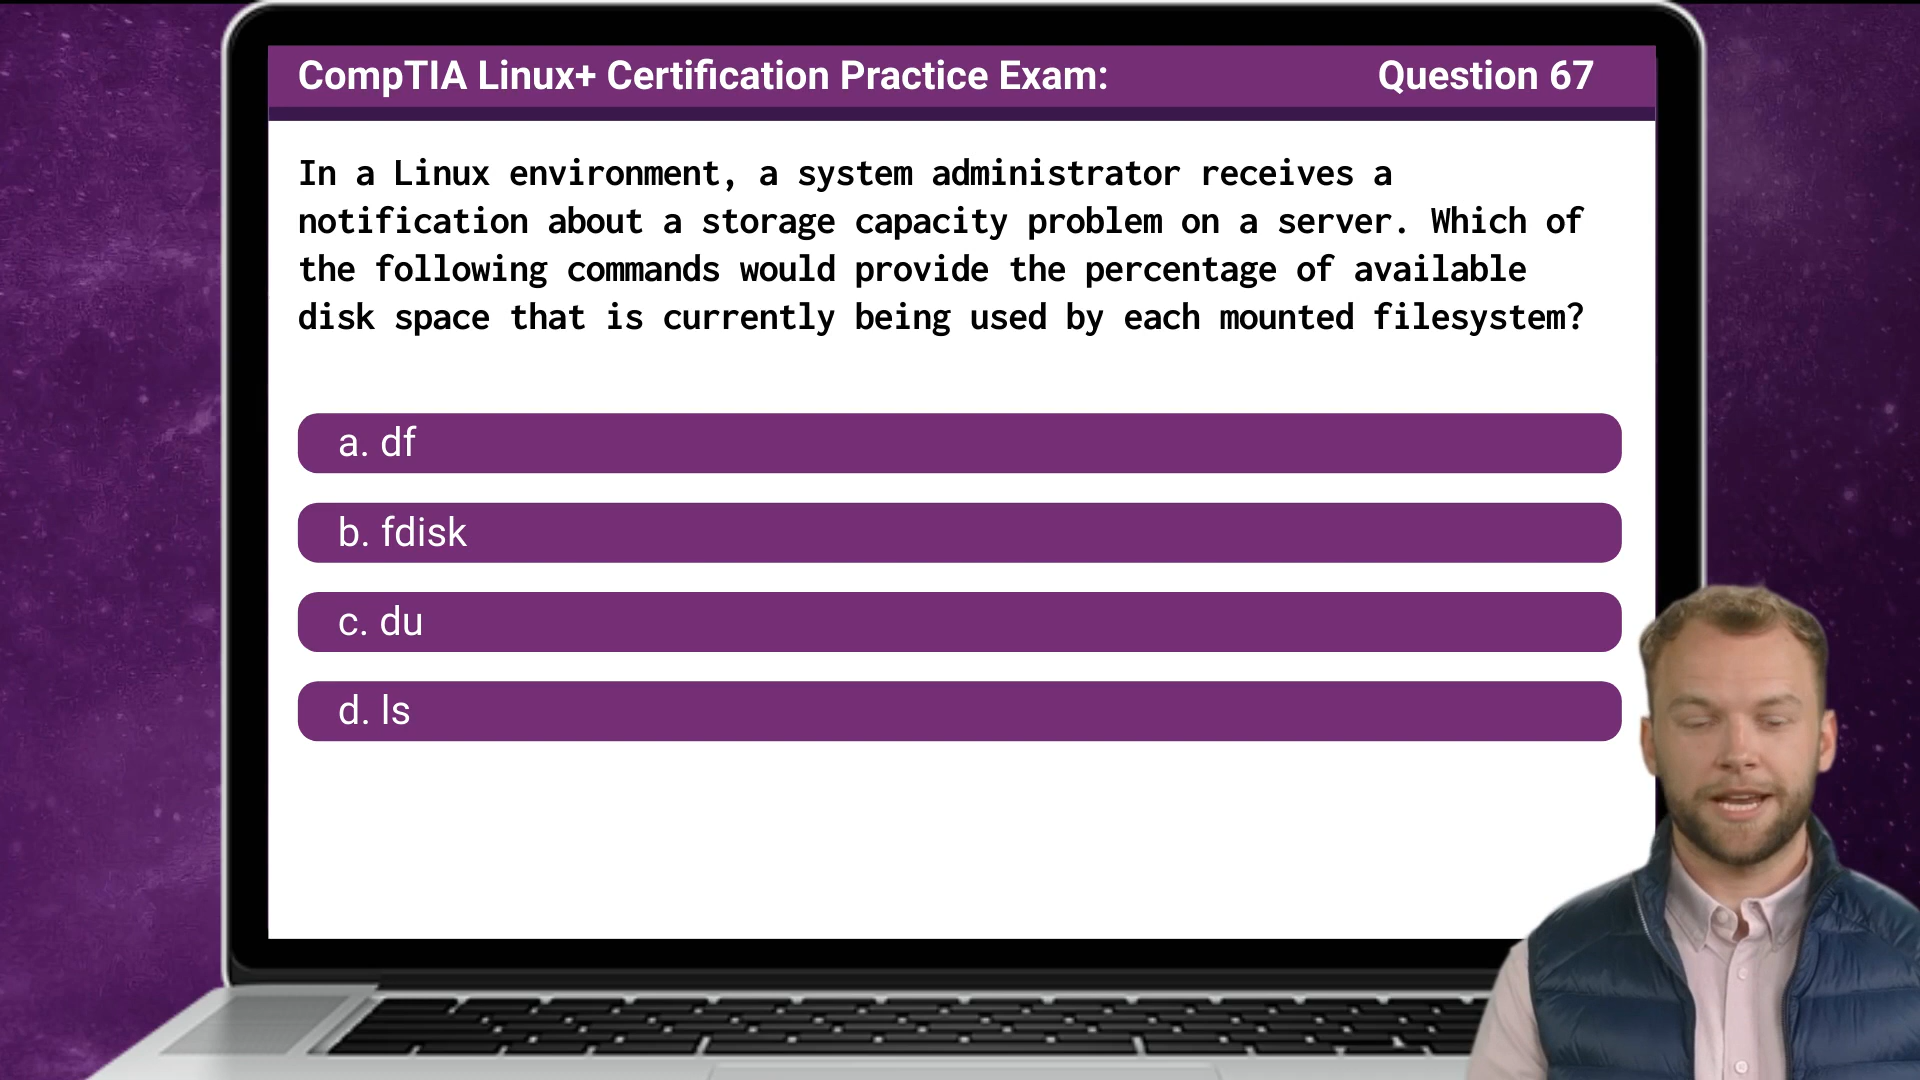 CompTIA Linux+ Certification Practice Exam:
Question 67
In a Linux environment, a system administrator receives a
notification about a storage capacity problem on a server. Which of
the following commands would provide the percentage of available
disk space that is currently being used by each mounted filesystem?
a. df
b. fdisk
c. du
d. ls